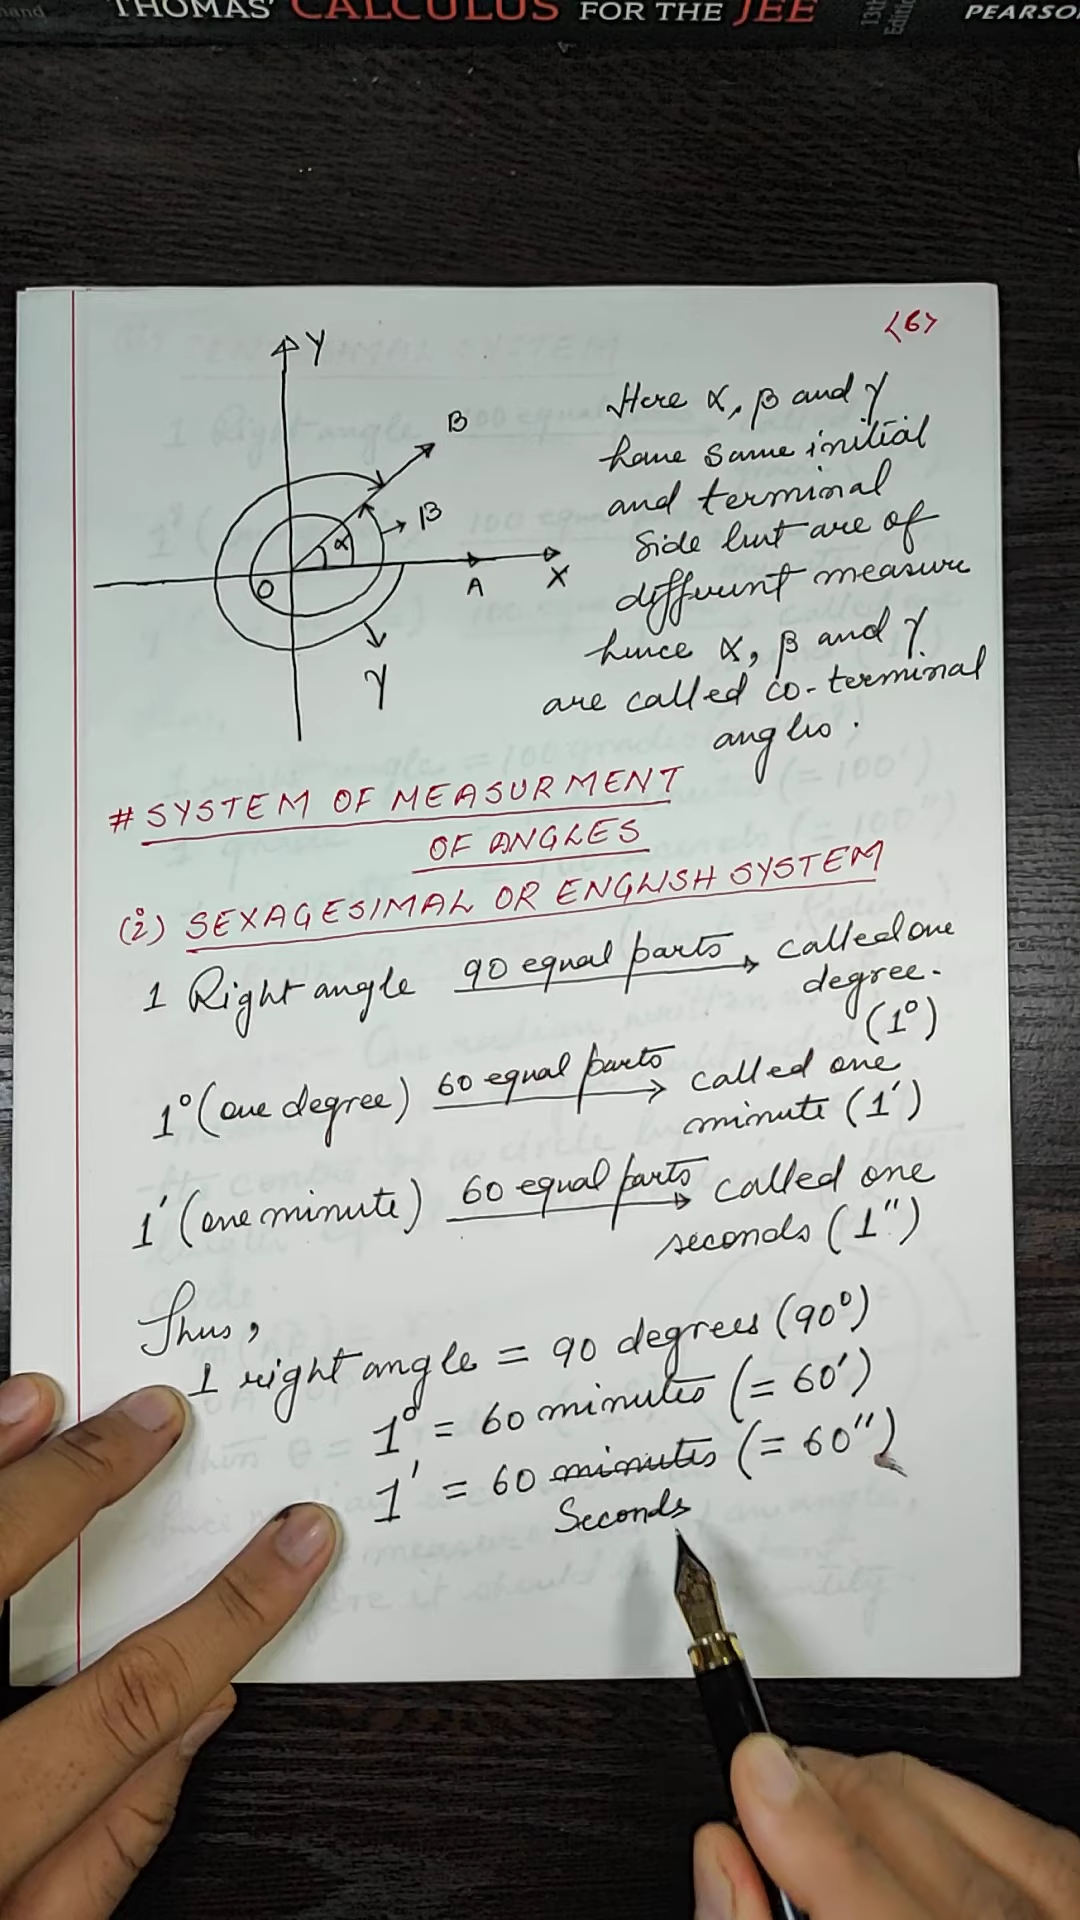 THOMAS' CALCULUS FOR THE JEE 13th PEARSO
<6>
Y
B
β
α
O
A
X
γ
Here α, β and γ
have same initial
and terminal
side but are of
different measure
hence α, β and γ
are called co-terminal
angles.
# SYSTEM OF MEASURMENT
OF ANGLES
(i) SEXAGESIMAL OR ENGLISH SYSTEM
1 Right angle 90 equal parts → called one
degree.
(1°)
1° (one degree) 60 equal parts → called one
minute (1')
1' (one minute) 60 equal parts → called one
seconds (1")
Thus,
1 right angle = 90 degrees (90°)
1° = 60 minutes (= 60')
1' = 60 minutes (= 60")
Seconds